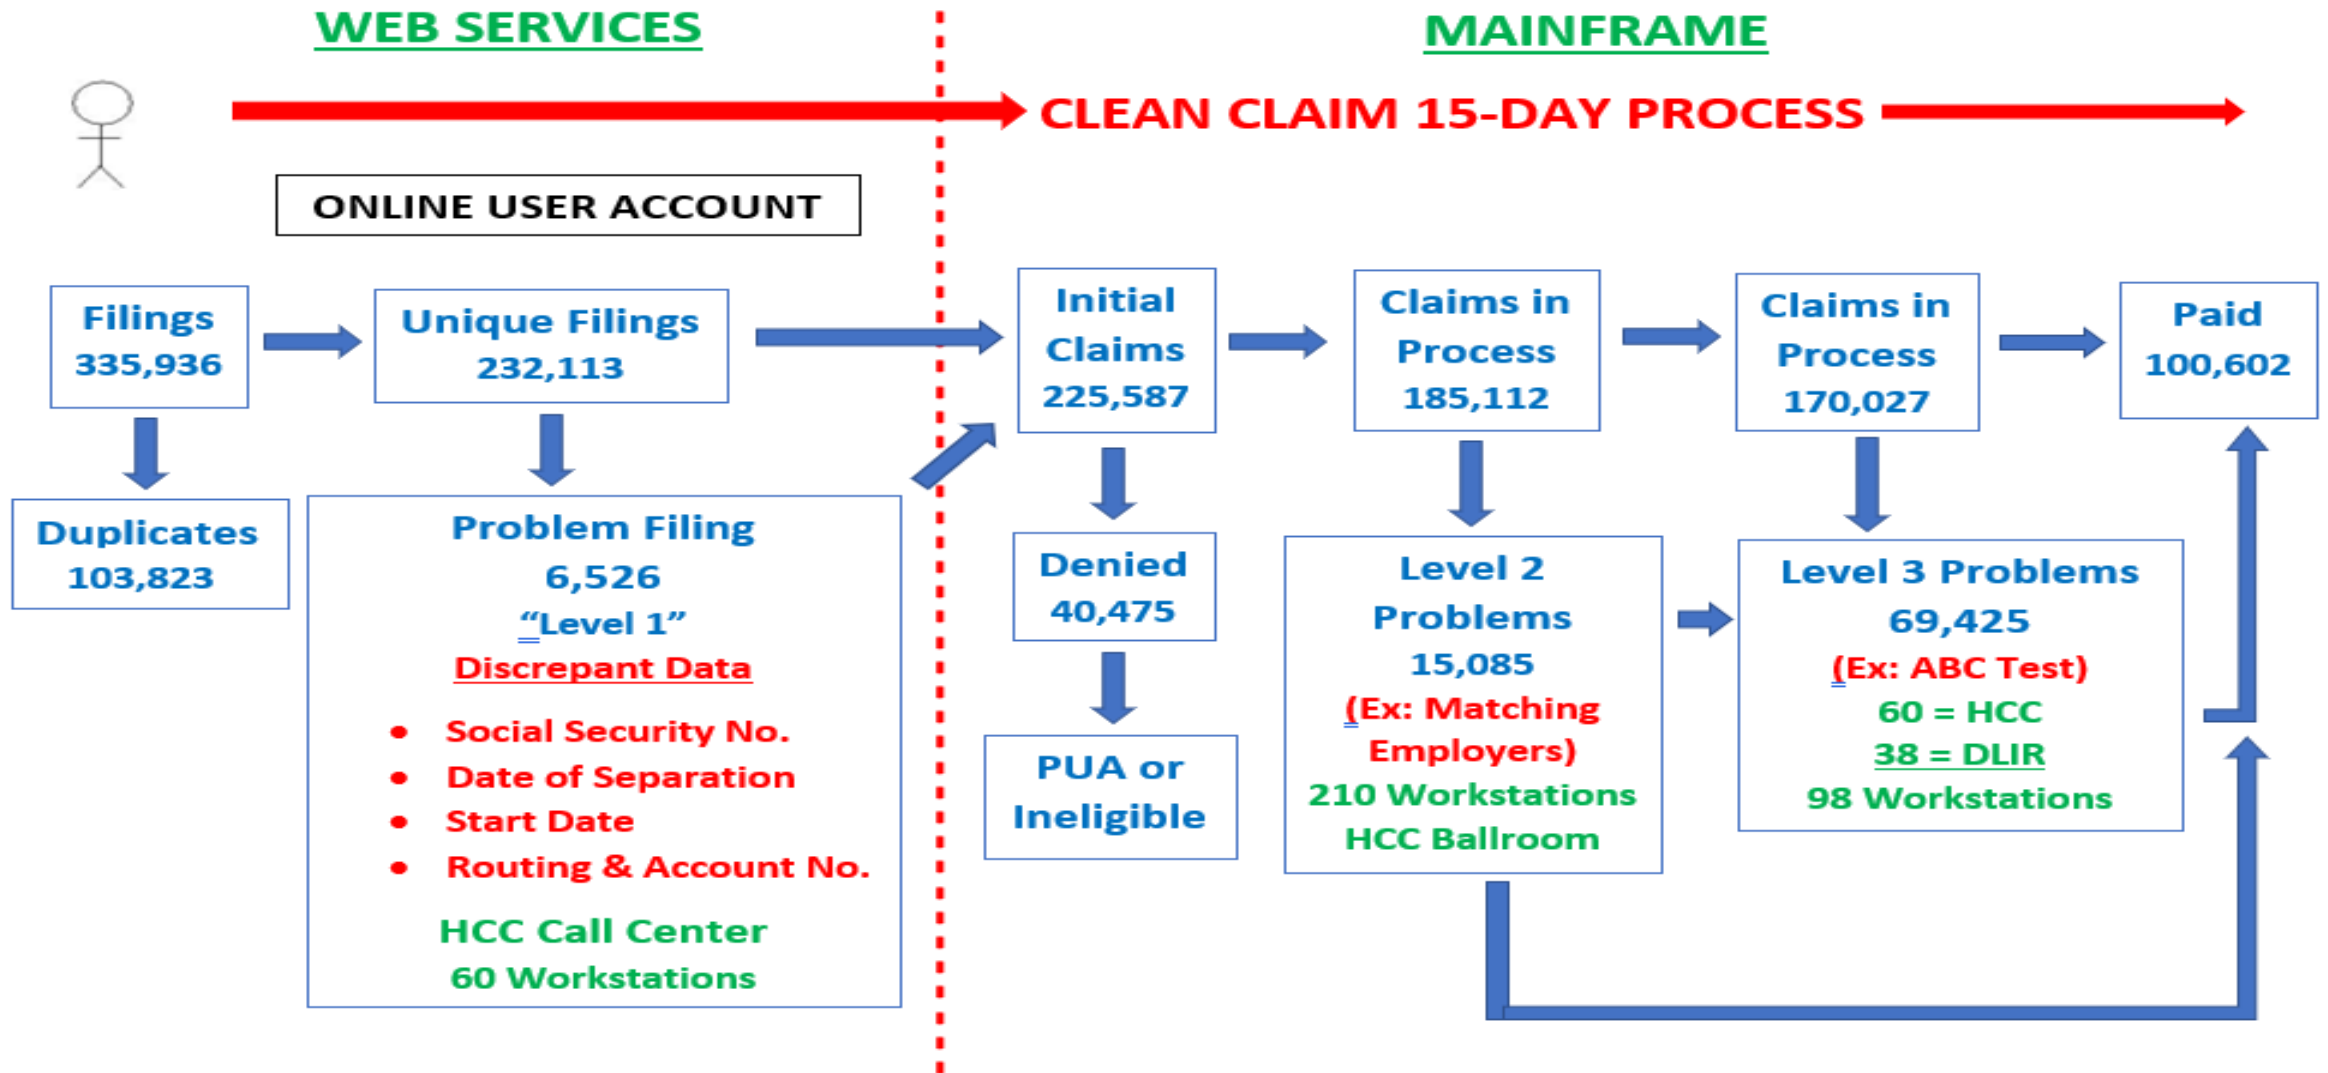 WEB SERVICES
MAINFRAME
CLEAN CLAIM 15-DAY PROCESS
ONLINE USER ACCOUNT
Filings
335,936
Unique Filings
232,113
Initial
Claims
225,587
Claims in
Process
185,112
Claims in
Process
170,027
Paid
100,602
Duplicates
103,823
Problem Filing
6,526
“Level 1”
Discrepant Data
• Social Security No.
• Date of Separation
• Start Date
• Routing & Account No.
HCC Call Center
60 Workstations
Denied
40,475
PUA or
Ineligible
Level 2
Problems
15,085
(Ex: Matching
Employers)
210 Workstations
HCC Ballroom
Level 3 Problems
69,425
(Ex: ABC Test)
60 = HCC
38 = DLIR
98 Workstations